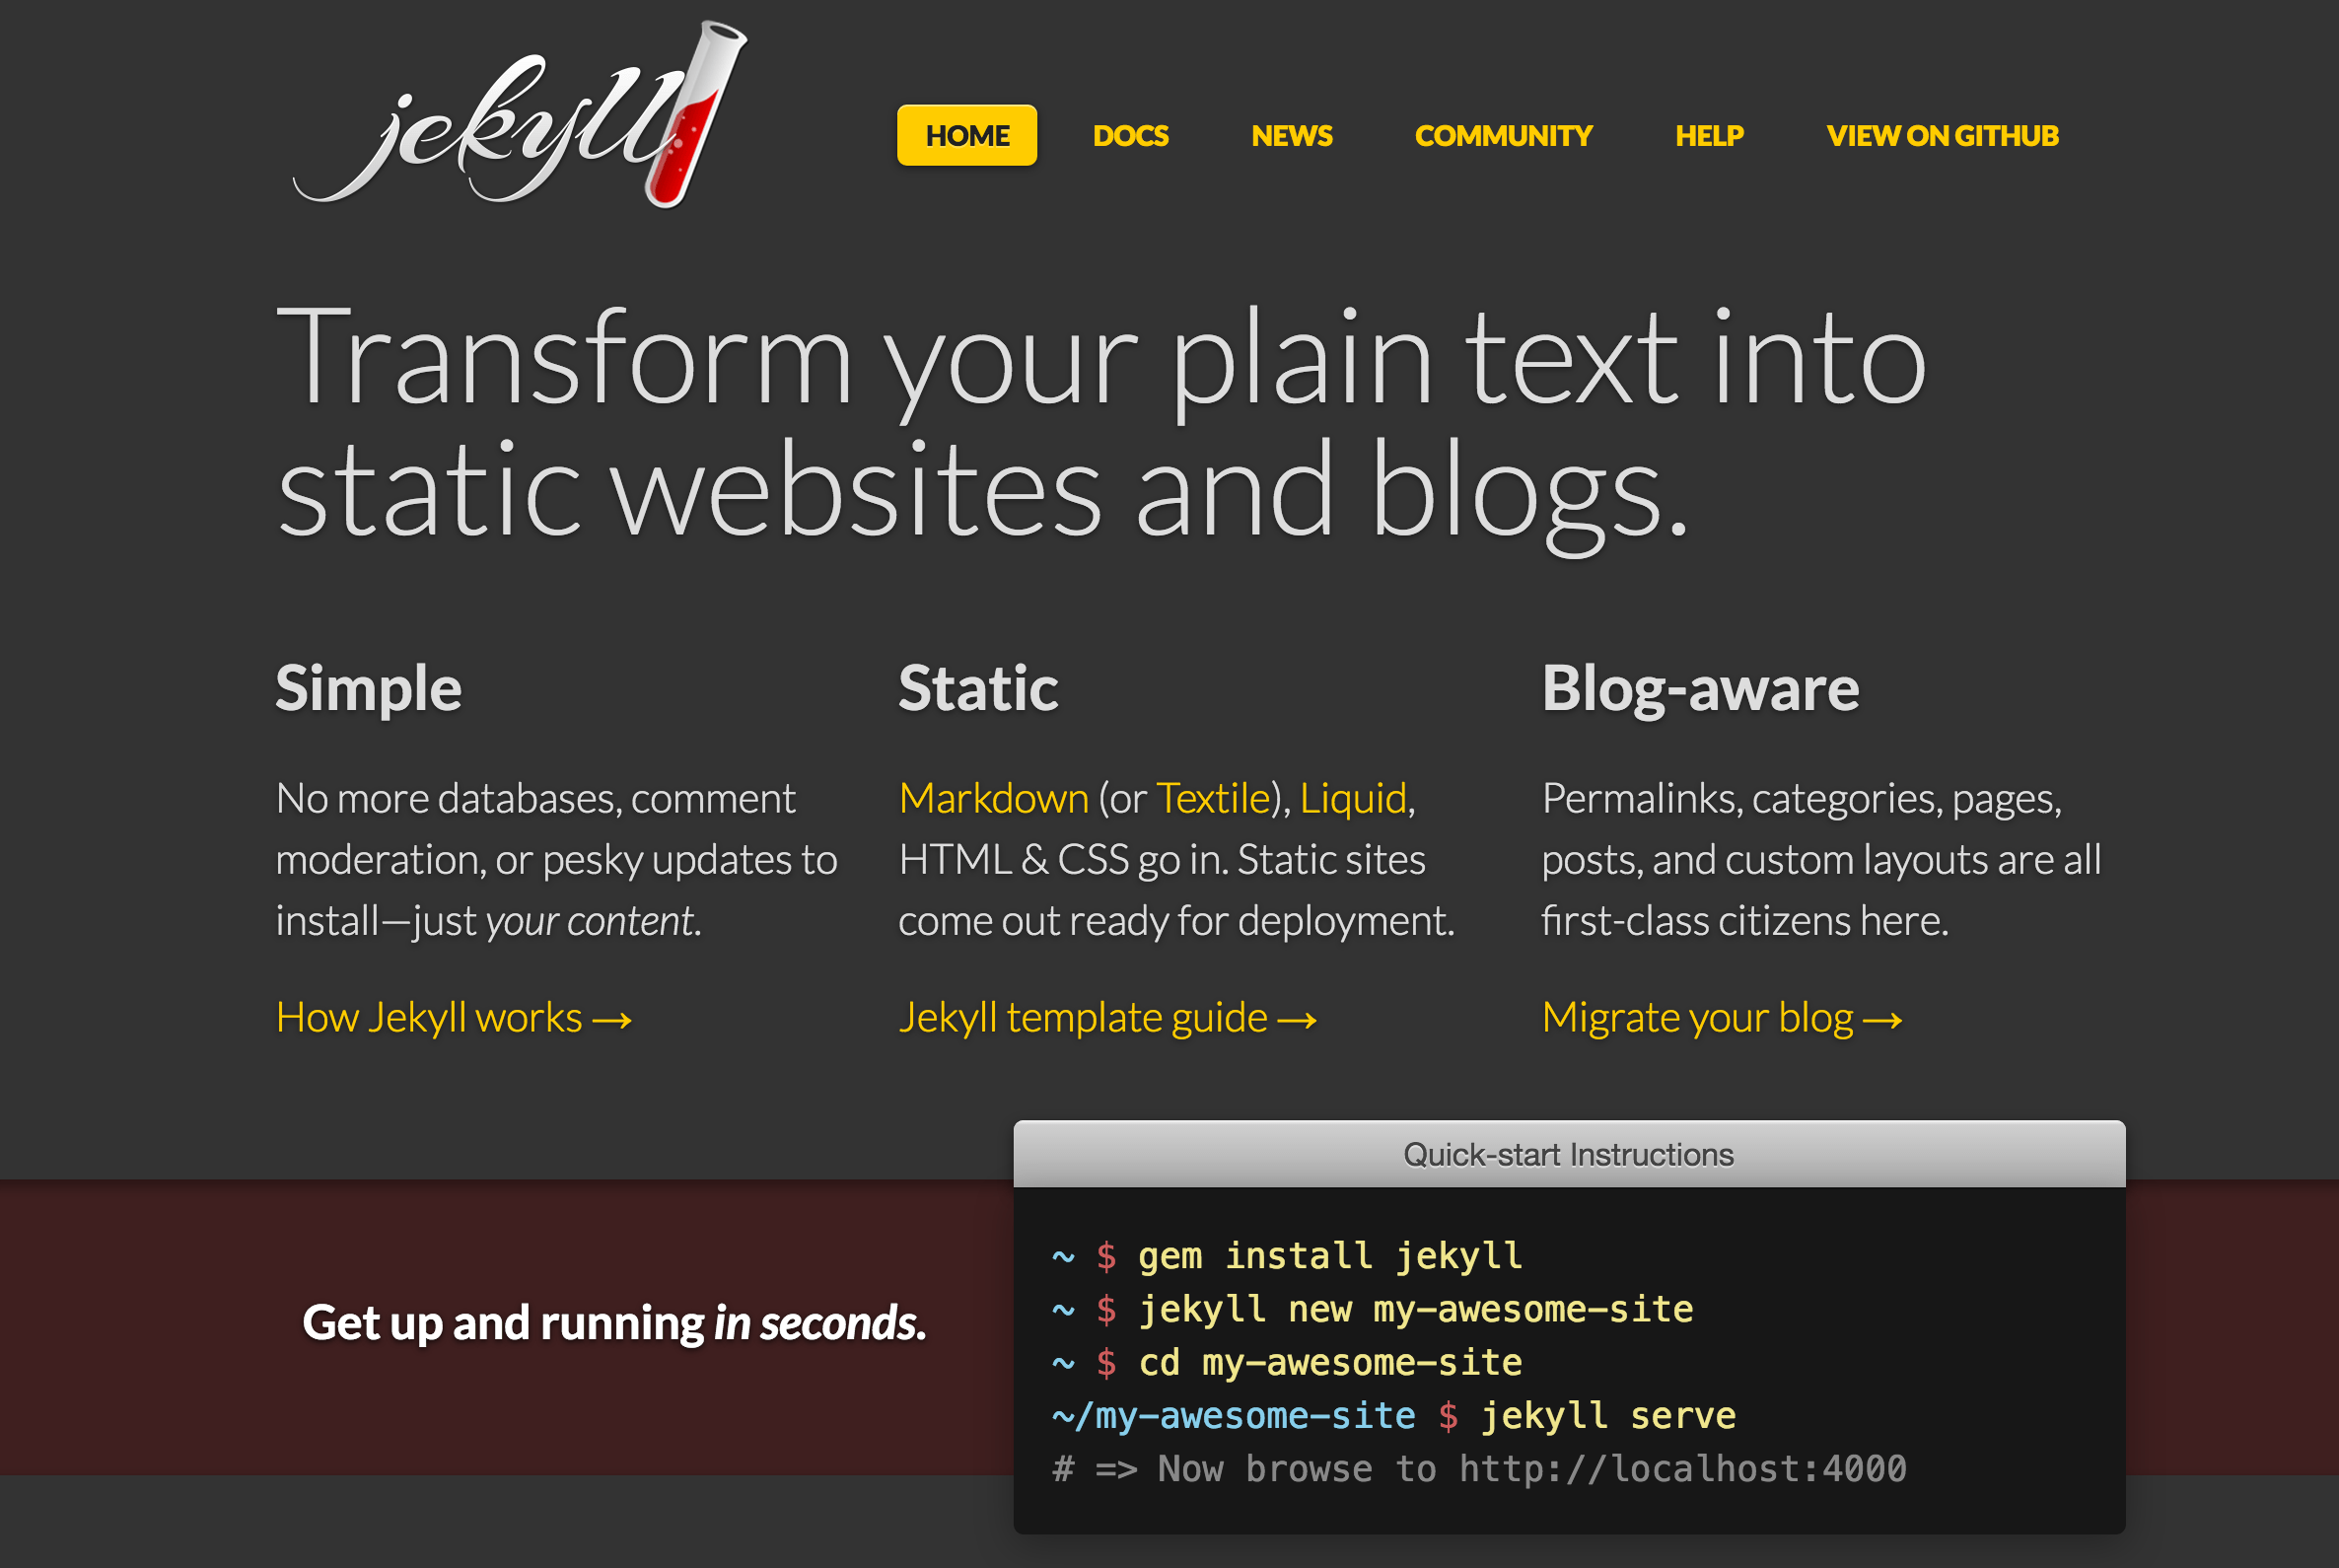 jekyll
HOME DOCS NEWS COMMUNITY HELP VIEW ON GITHUB
Transform your plain text into
static websites and blogs.
Simple
No more databases, comment
moderation, or pesky updates to
install—just your content.
How Jekyll works →
Static
Markdown (or Textile), Liquid,
HTML & CSS go in. Static sites
come out ready for deployment.
Jekyll template guide →
Blog-aware
Permalinks, categories, pages,
posts, and custom layouts are all
first-class citizens here.
Migrate your blog →
Get up and running in seconds.
Quick-start Instructions
~ $ gem install jekyll
~ $ jekyll new my-awesome-site
~ $ cd my-awesome-site
~/my-awesome-site $ jekyll serve
# => Now browse to http://localhost:4000